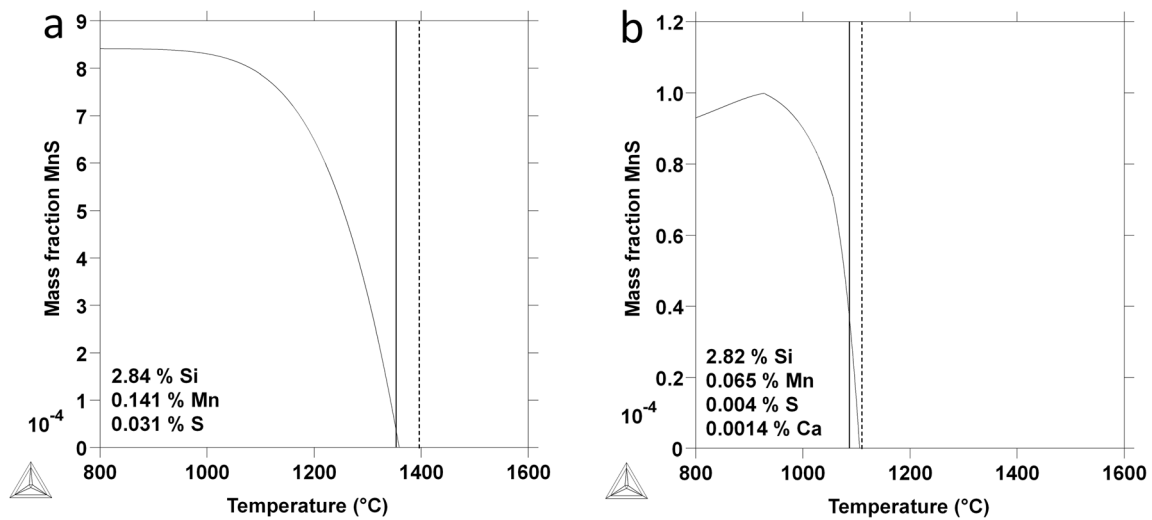 a
9
8
7
6
5
4
3
2
1
0
10⁻⁴
Mass fraction MnS
2.84 % Si
0.141 % Mn
0.031 % S
800 1000 1200 1400 1600
Temperature (°C)
b
1.2
1.0
0.8
0.6
0.4
0.2
0
10⁻⁴
Mass fraction MnS
2.82 % Si
0.065 % Mn
0.004 % S
0.0014 % Ca
800 1000 1200 1400 1600
Temperature (°C)